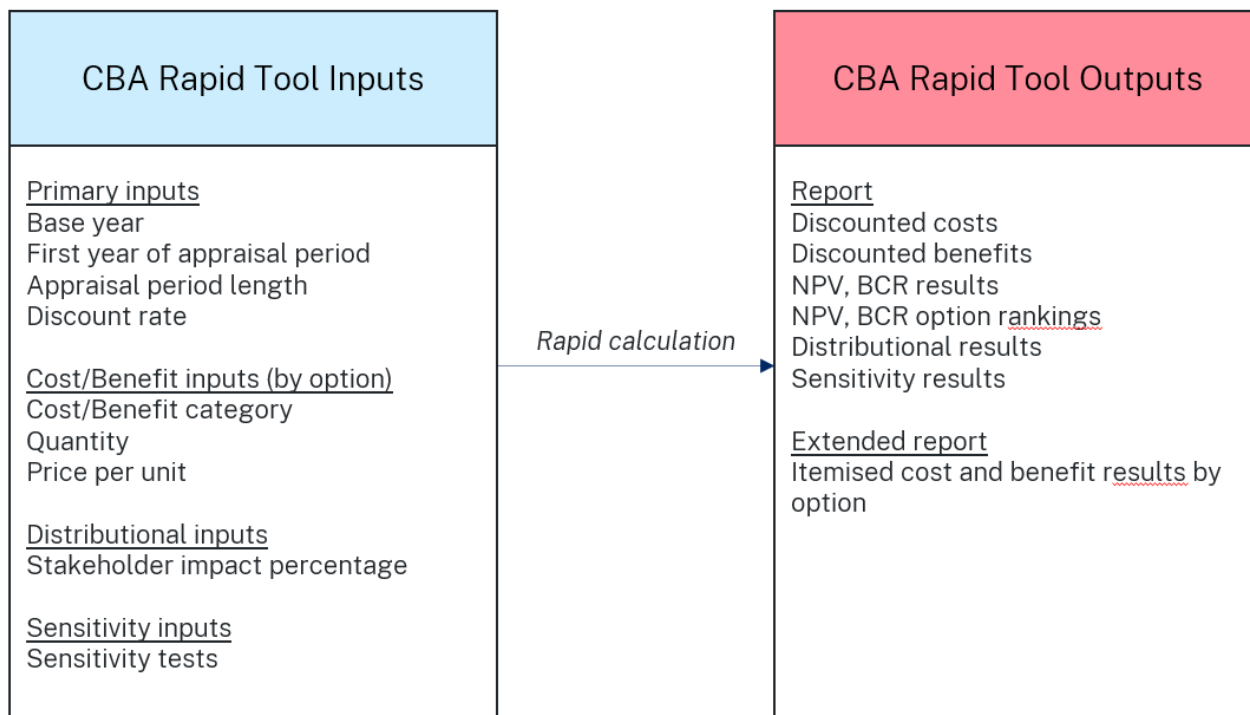 CBA Rapid Tool Inputs
Primary inputs
Base year
First year of appraisal period
Appraisal period length
Discount rate
Cost/Benefit inputs (by option)
Cost/Benefit category
Quantity
Price per unit
Distributional inputs
Stakeholder impact percentage
Sensitivity inputs
Sensitivity tests
Rapid calculation
CBA Rapid Tool Outputs
Report
Discounted costs
Discounted benefits
NPV, BCR results
NPV, BCR option rankings
Distributional results
Sensitivity results
Extended report
Itemised cost and benefit results by
option